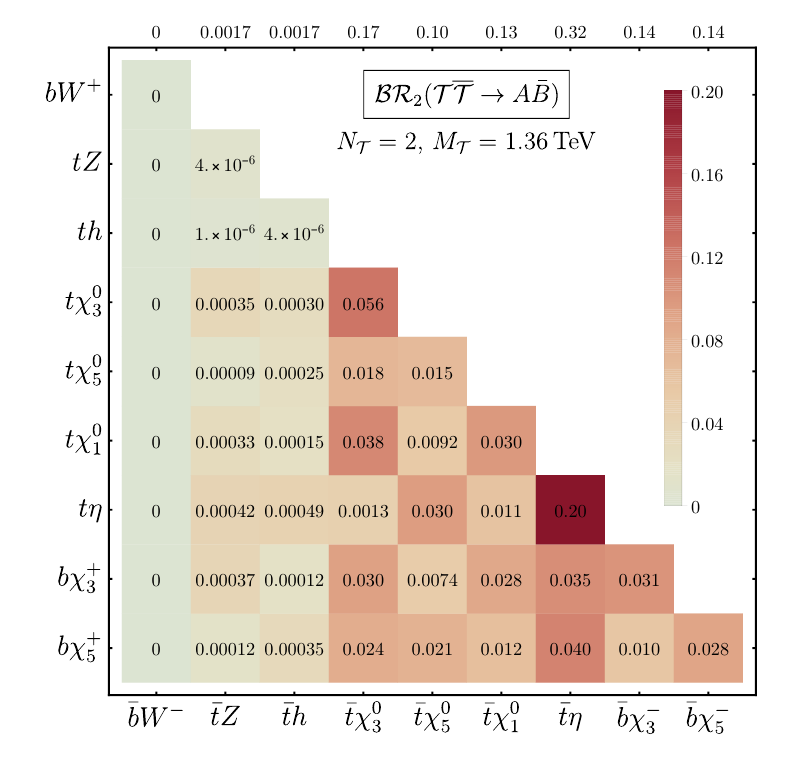 0 0.0017 0.0017 0.17 0.10 0.13 0.32 0.14 0.14
𝓑𝓡₂(𝒯𝒯̅ → AB̄)
N_𝒯 = 2, M_𝒯 = 1.36 TeV
bW⁺ 0
tZ 0 4.×10⁻⁶
th 0 1.×10⁻⁶ 4.×10⁻⁶
tχ₃⁰ 0 0.00035 0.00030 0.056
tχ₅⁰ 0 0.00009 0.00025 0.018 0.015
tχ₁⁰ 0 0.00033 0.00015 0.038 0.0092 0.030
tη 0 0.00042 0.00049 0.0013 0.030 0.011 0.20
bχ₃⁺ 0 0.00037 0.00012 0.030 0.0074 0.028 0.035 0.031
bχ₅⁺ 0 0.00012 0.00035 0.024 0.021 0.012 0.040 0.010 0.028
b̄W⁻ t̄Z t̄h t̄χ₃⁰ t̄χ₅⁰ t̄χ₁⁰ t̄η b̄χ₃⁻ b̄χ₅⁻
0.20
0.16
0.12
0.08
0.04
0